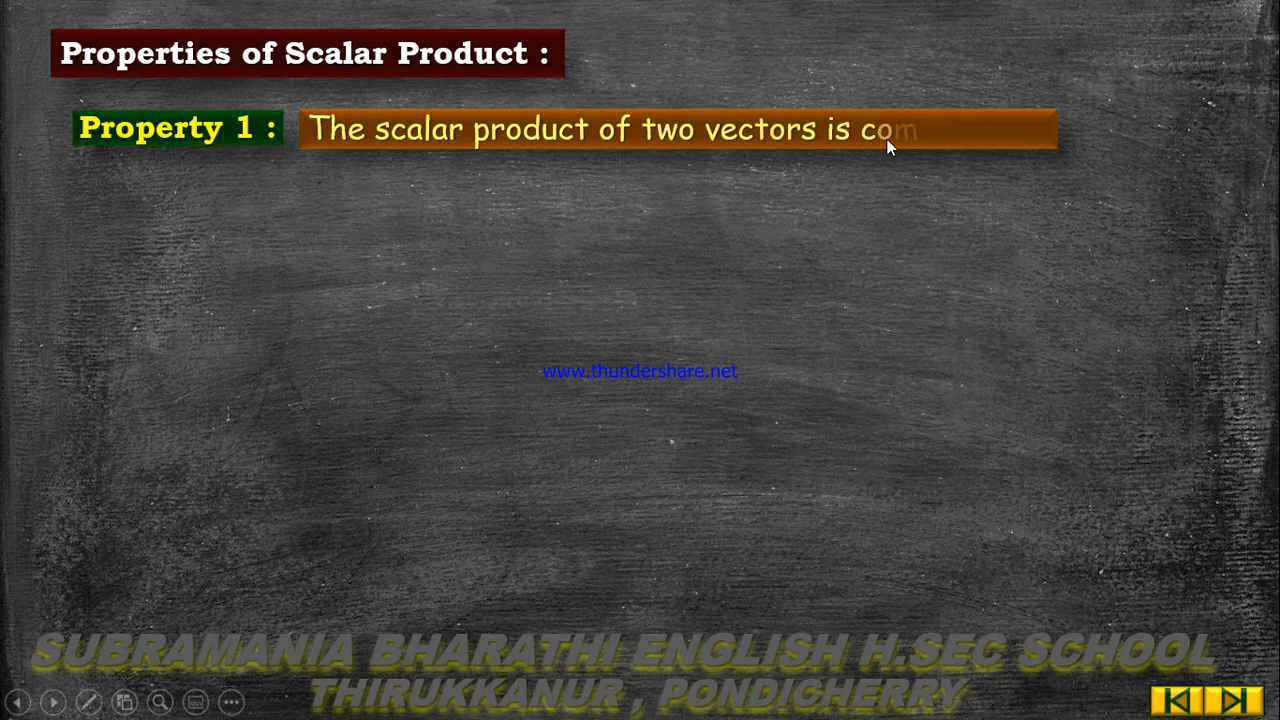 Properties of Scalar Product :
Property 1 : The scalar product of two vectors is com
www.thundershare.net
SUBRAMANIA BHARATHI ENGLISH H.SEC SCHOOL
THIRUKKANUR , PONDICHERRY